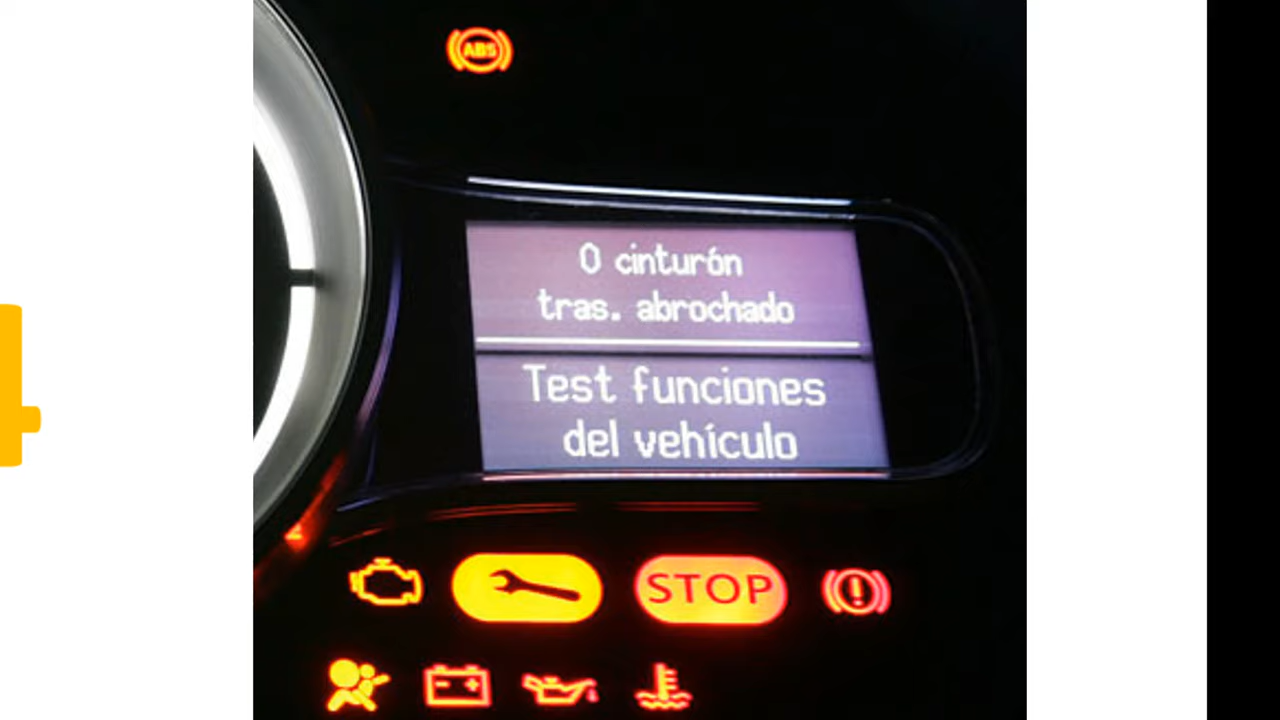 ABS
0 cinturón
tras. abrochado
Test funciones
del vehículo
STOP